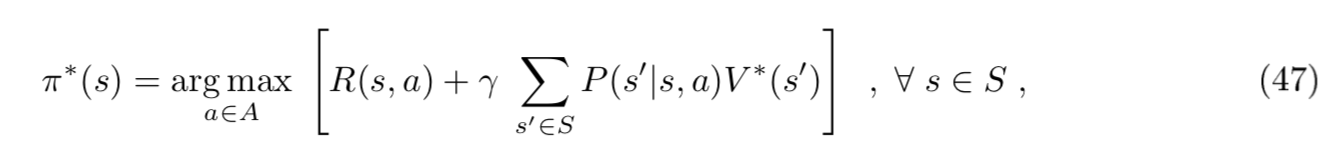 π*(s) = arg max_{a∈A} [ R(s, a) + γ ∑_{s′∈S} P(s′|s, a)V*(s′) ] , ∀ s ∈ S , (47)